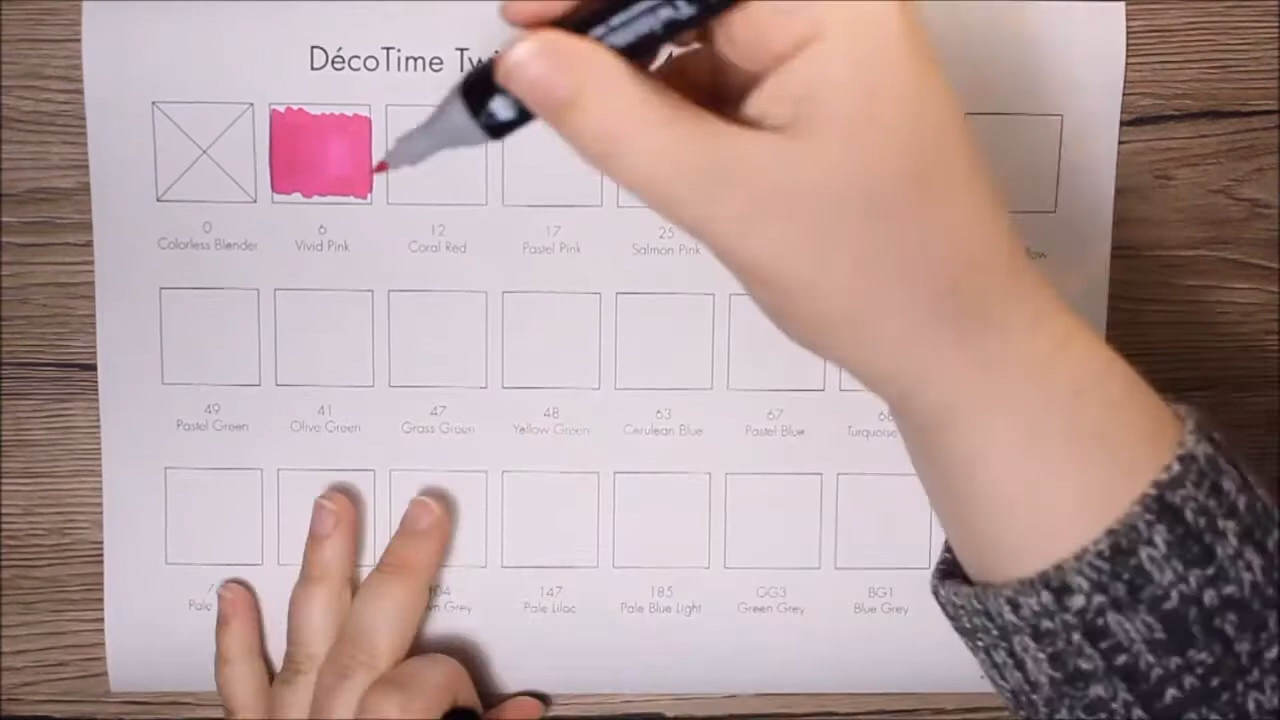 DécoTime
0 6 12 17 25
Colorless Blender Vivid Pink Coral Red Pastel Pink Salmon Pink
49 41 47 48 63 67
Pastel Green Olive Green Grass Green Yellow Green Cerulean Blue Pastel Blue Turquoise
147 185 GG3 BG1
Pale Pale Lilac Pale Blue Light Green Grey Blue Grey